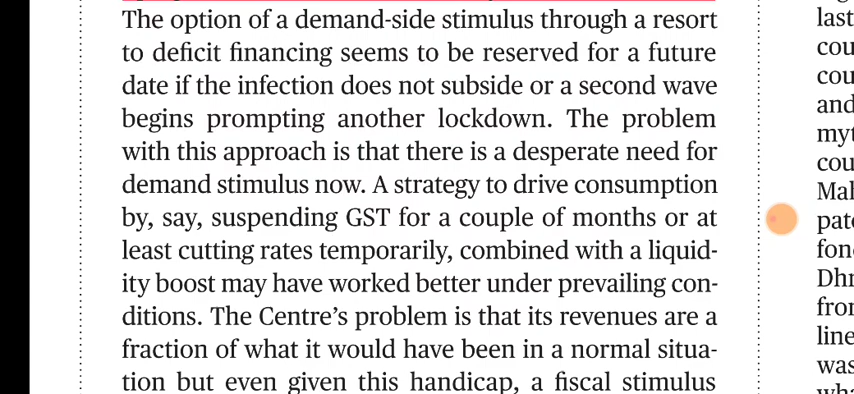 The option of a demand-side stimulus through a resort
to deficit financing seems to be reserved for a future
date if the infection does not subside or a second wave
begins prompting another lockdown. The problem
with this approach is that there is a desperate need for
demand stimulus now. A strategy to drive consumption
by, say, suspending GST for a couple of months or at
least cutting rates temporarily, combined with a liquid-
ity boost may have worked better under prevailing con-
ditions. The Centre’s problem is that its revenues are a
fraction of what it would have been in a normal situa-
tion but even given this handicap, a fiscal stimulus
last
and
from
line
was